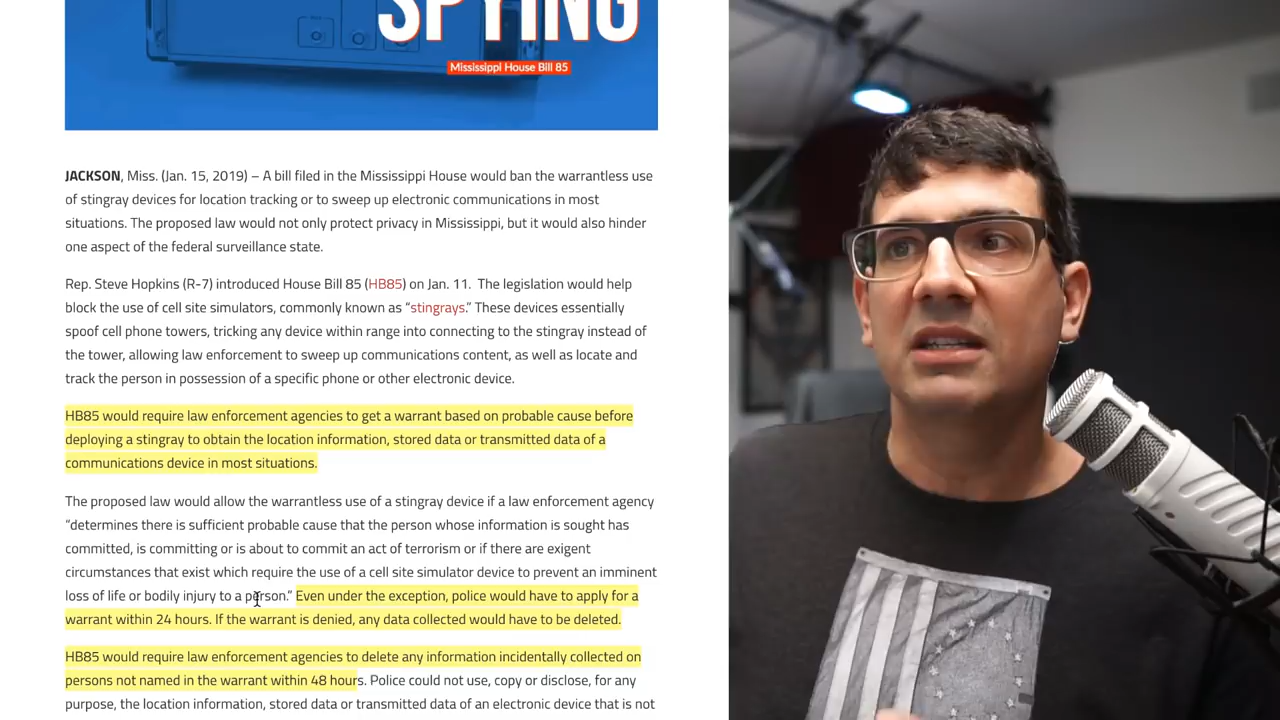 SPYING
Mississippi House Bill 85
JACKSON, Miss. (Jan. 15, 2019) – A bill filed in the Mississippi House would ban the warrantless use
of stingray devices for location tracking or to sweep up electronic communications in most
situations. The proposed law would not only protect privacy in Mississippi, but it would also hinder
one aspect of the federal surveillance state.
Rep. Steve Hopkins (R-7) introduced House Bill 85 (HB85) on Jan. 11. The legislation would help
block the use of cell site simulators, commonly known as “stingrays.” These devices essentially
spoof cell phone towers, tricking any device within range into connecting to the stingray instead of
the tower, allowing law enforcement to sweep up communications content, as well as locate and
track the person in possession of a specific phone or other electronic device.
HB85 would require law enforcement agencies to get a warrant based on probable cause before
deploying a stingray to obtain the location information, stored data or transmitted data of a
communications device in most situations.
The proposed law would allow the warrantless use of a stingray device if a law enforcement agency
“determines there is sufficient probable cause that the person whose information is sought has
committed, is committing or is about to commit an act of terrorism or if there are exigent
circumstances that exist which require the use of a cell site simulator device to prevent an imminent
loss of life or bodily injury to a person.” Even under the exception, police would have to apply for a
warrant within 24 hours. If the warrant is denied, any data collected would have to be deleted.
HB85 would require law enforcement agencies to delete any information incidentally collected on
persons not named in the warrant within 48 hours. Police could not use, copy or disclose, for any
purpose, the location information, stored data or transmitted data of an electronic device that is not